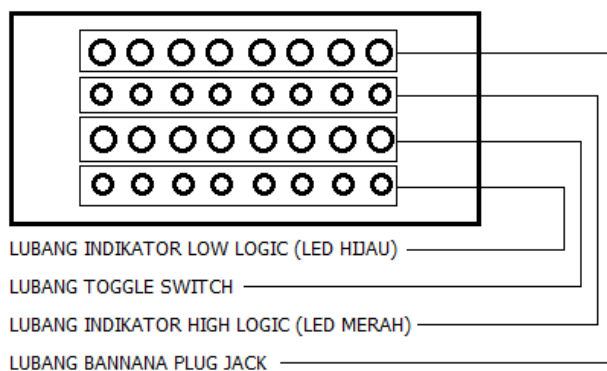 LUBANG INDIKATOR LOW LOGIC (LED HIJAU)
LUBANG TOGGLE SWITCH
LUBANG INDIKATOR HIGH LOGIC (LED MERAH)
LUBANG BANNANA PLUG JACK